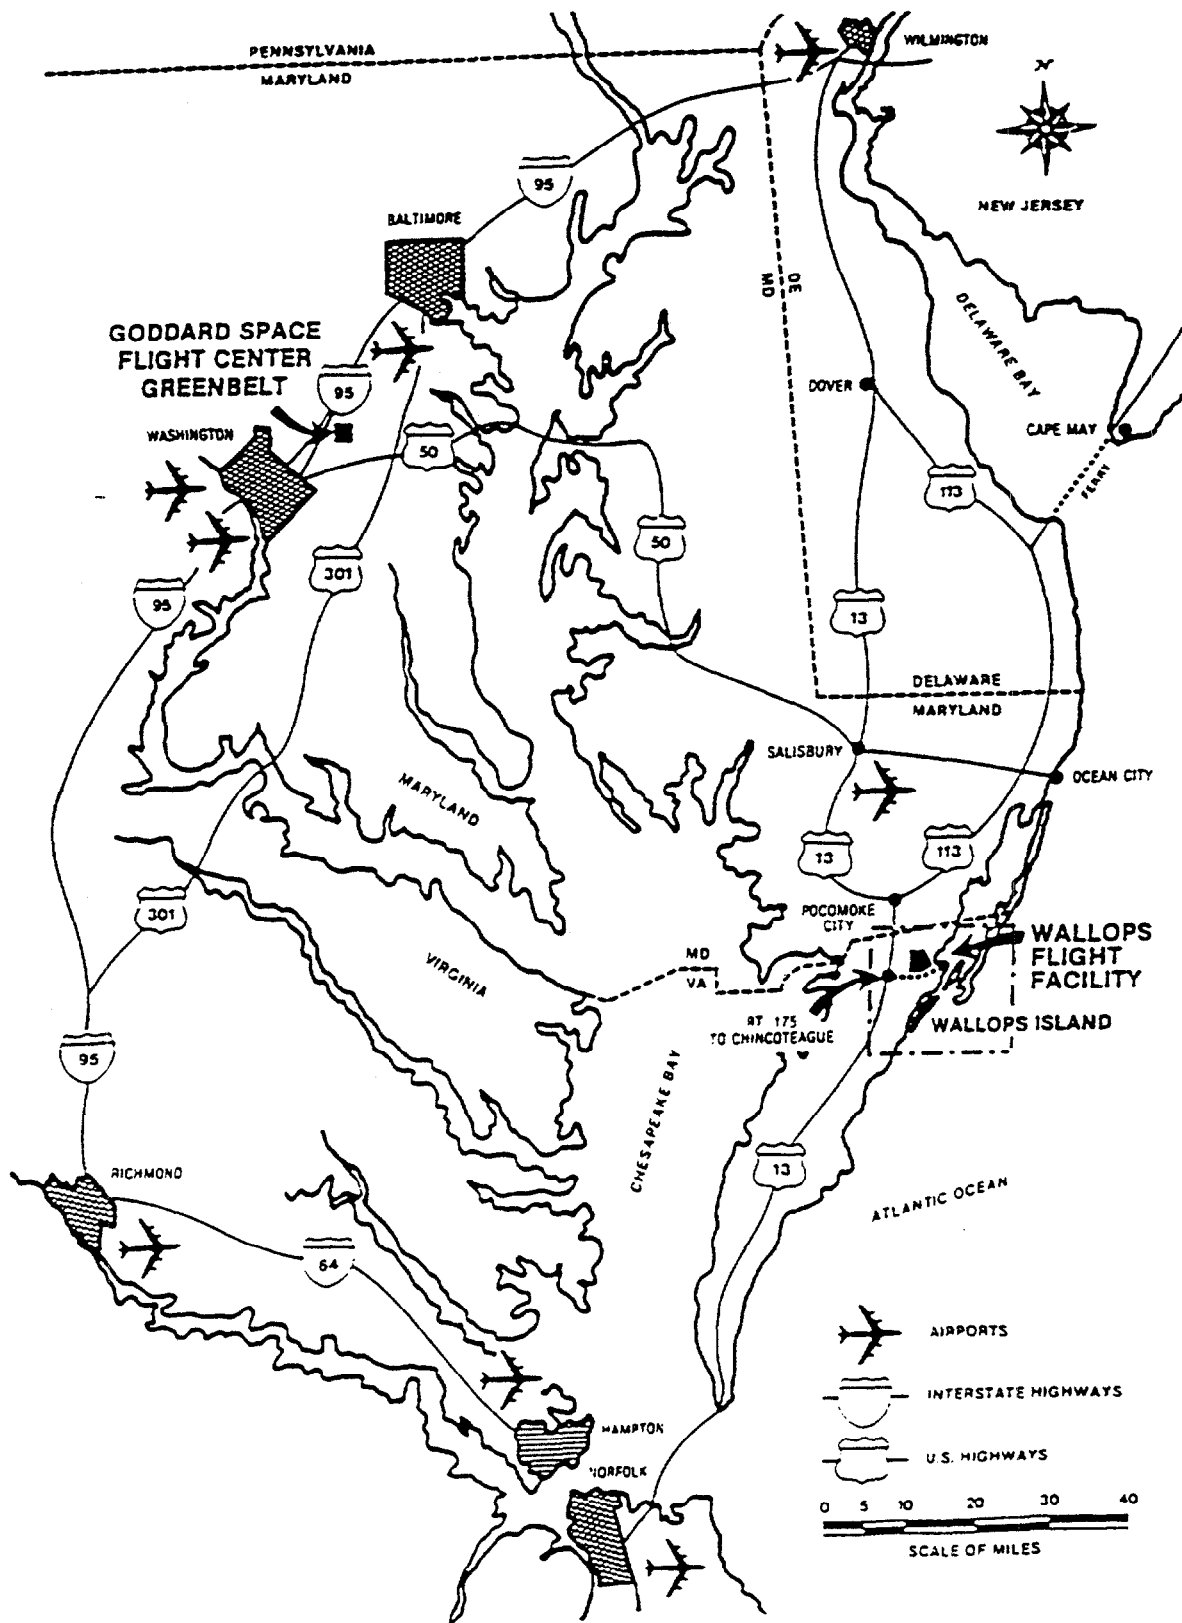 PENNSYLVANIA
MARYLAND
WILMINGTON
N
95
NEW JERSEY
BALTIMORE
DE
MD
DELAWARE BAY
GODDARD SPACE
FLIGHT CENTER
GREENBELT
95
DOVER
WASHINGTON
50
CAPE MAY
FERRY
113
50
301
95
13
DELAWARE
MARYLAND
SALISBURY
OCEAN CITY
MARYLAND
13
113
301
POCOMOKE
CITY
WALLOPS
FLIGHT
FACILITY
VIRGINIA
MD
VA
RT 175
TO CHINCOTEAGUE
WALLOPS ISLAND
95
CHESAPEAKE BAY
RICHMOND
13
ATLANTIC OCEAN
64
AIRPORTS
INTERSTATE HIGHWAYS
HAMPTON
U.S. HIGHWAYS
NORFOLK
0 5 10 20 30 40
SCALE OF MILES